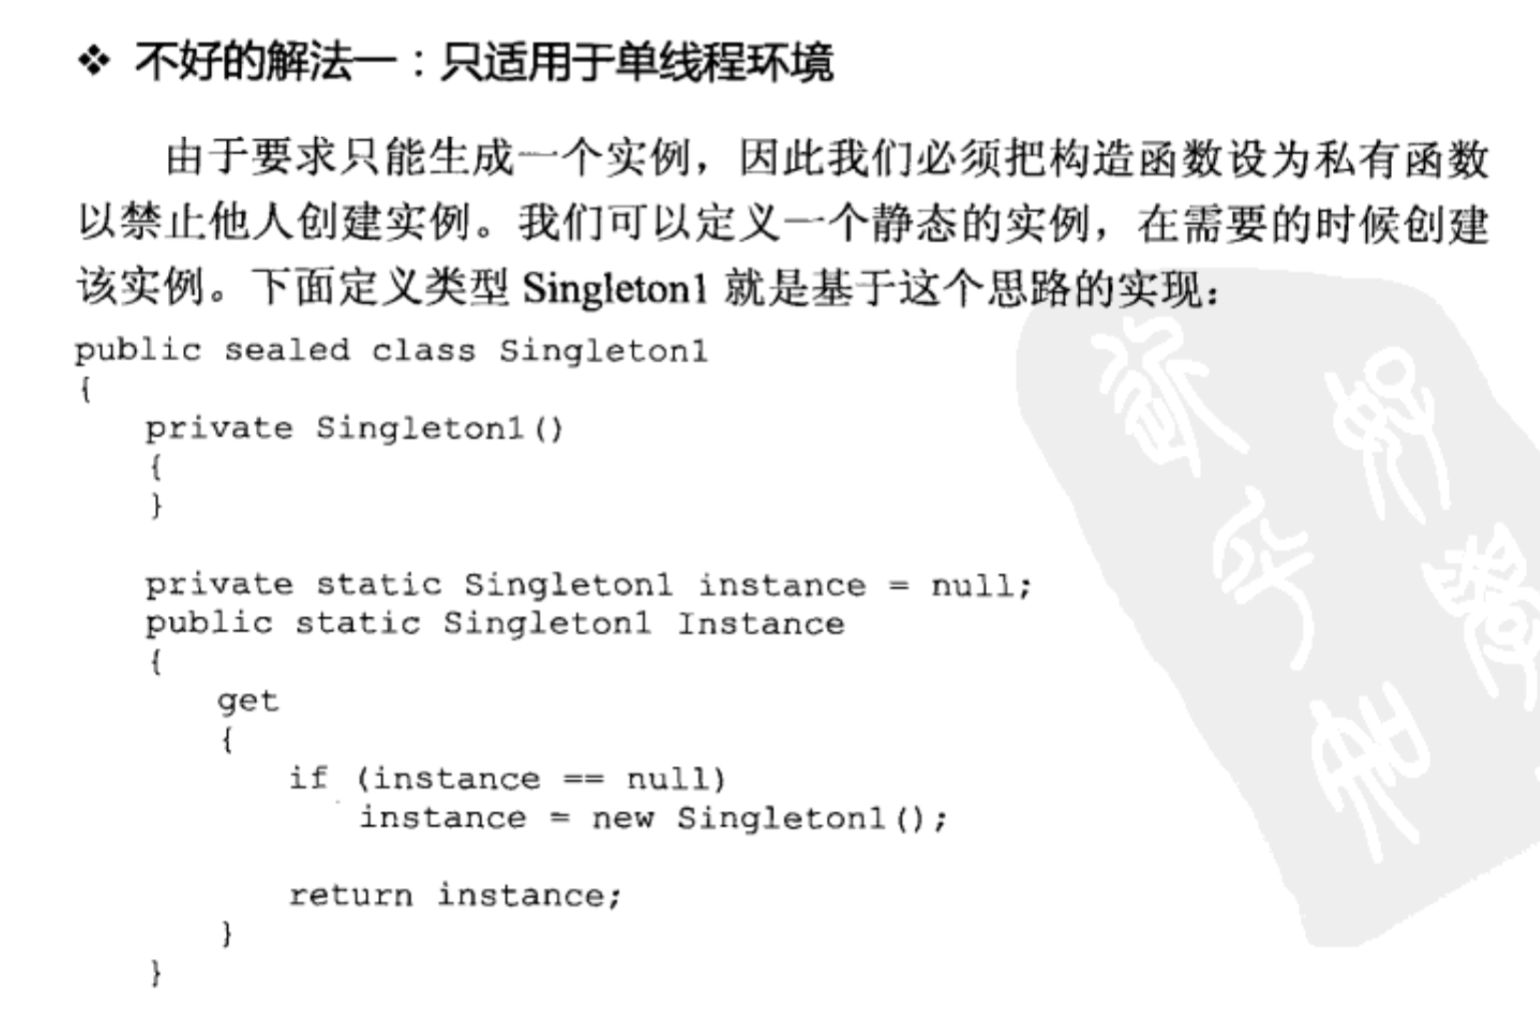 ❖ 不好的解法一：只适用于单线程环境
由于要求只能生成一个实例，因此我们必须把构造函数设为私有函数
以禁止他人创建实例。我们可以定义一个静态的实例，在需要的时候创建
该实例。下面定义类型 Singleton1 就是基于这个思路的实现：
public sealed class Singleton1
{
    private Singleton1()
    {
    }

    private static Singleton1 instance = null;
    public static Singleton1 Instance
    {
        get
        {
            if (instance == null)
                instance = new Singleton1();

            return instance;
        }
    }